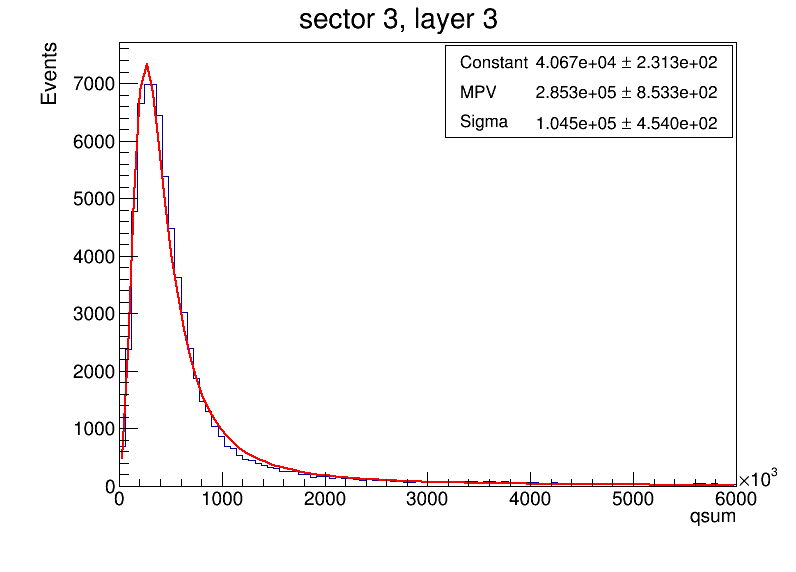 sector 3, layer 3
Events
Constant 4.067e+04 ± 2.313e+02
MPV 2.853e+05 ± 8.533e+02
Sigma 1.045e+05 ± 4.540e+02
7000
6000
5000
4000
3000
2000
1000
0
0 1000 2000 3000 4000 5000 6000
×10³
qsum